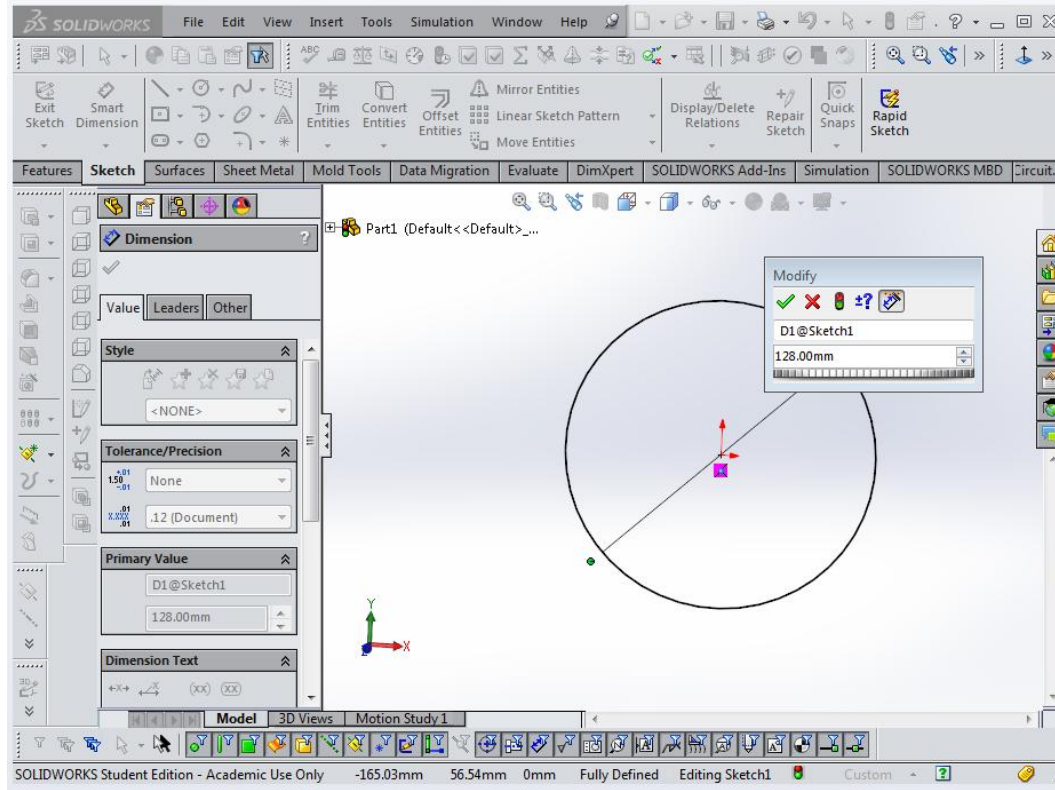 SOLIDWORKS File Edit View Insert Tools Simulation Window Help
ABC
Exit Sketch
Smart Dimension
Trim Entities
Convert Entities
Offset Entities
Mirror Entities
Linear Sketch Pattern
Move Entities
Display/Delete Relations
Repair Sketch
Quick Snaps
Rapid Sketch
Features Sketch Surfaces Sheet Metal Mold Tools Data Migration Evaluate DimXpert SOLIDWORKS Add-Ins Simulation SOLIDWORKS MBD Circuit.
Part1 (Default<<Default>_...
Dimension ?
Value Leaders Other
Style
<NONE>
Tolerance/Precision
None
.12 (Document)
Primary Value
D1@Sketch1
128.00mm
Dimension Text
(xx) (xx)
Modify
±?
D1@Sketch1
128.00mm
Y
X
Model 3D Views Motion Study 1
SOLIDWORKS Student Edition - Academic Use Only -165.03mm 56.54mm 0mm Fully Defined Editing Sketch1 Custom ?